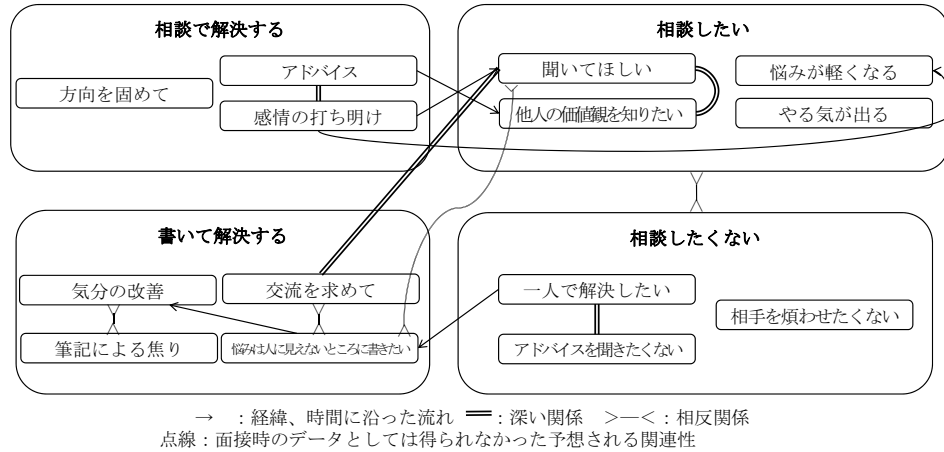 相談で解決する
方向を固めて
アドバイス
感情の打ち明け
相談したい
聞いてほしい
他人の価値観を知りたい
悩みが軽くなる
やる気が出る
書いて解決する
気分の改善
交流を求めて
筆記による焦り
悩みは人に見えないところに書きたい
相談したくない
一人で解決したい
アドバイスを聞きたくない
相手を煩わせたくない
→ ：経緯、時間に沿った流れ ═：深い関係 >—<：相反関係
点線：面接時のデータとしては得られなかった予想される関連性